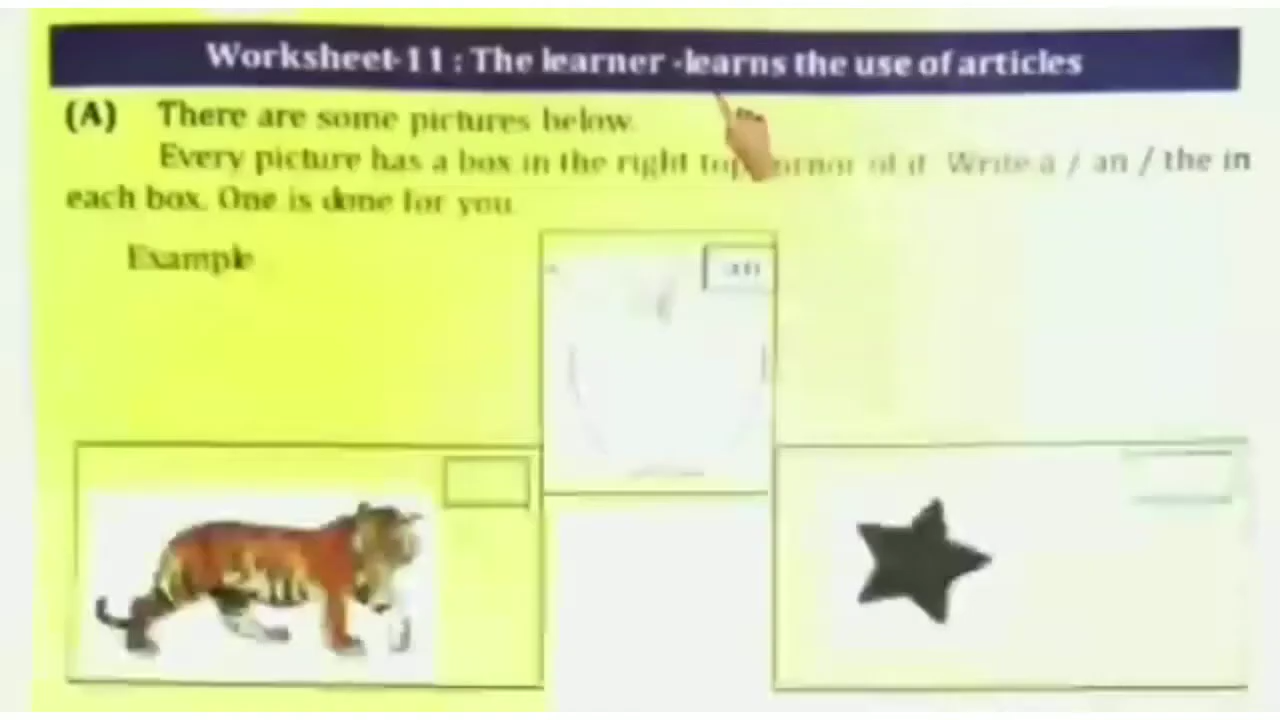 Worksheet-11 : The learner -learns the use of articles
(A) There are some pictures below.
Every picture has a box in the right top of it. Write a / an / the in
each box. One is done for you.
Example
an